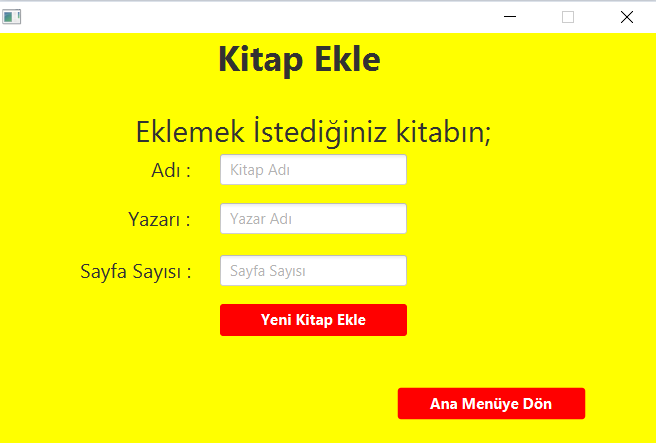 Kitap Ekle
Eklemek İstediğiniz kitabın;
Adı : Kitap Adı
Yazarı : Yazar Adı
Sayfa Sayısı : Sayfa Sayısı
Yeni Kitap Ekle
Ana Menüye Dön